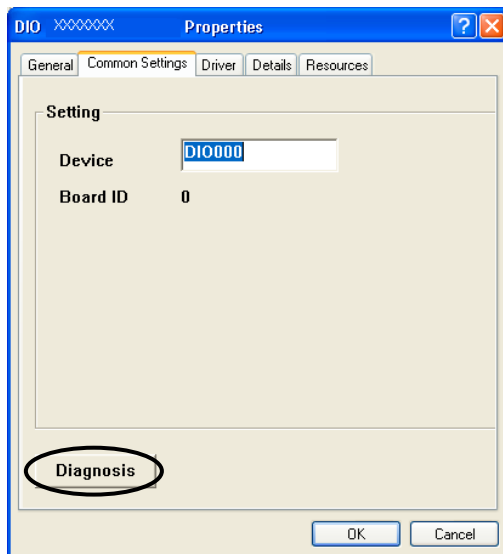 DIO XXXXXXX Properties
General Common Settings Driver Details Resources
Setting
Device DIO000
Board ID 0
Diagnosis
OK Cancel